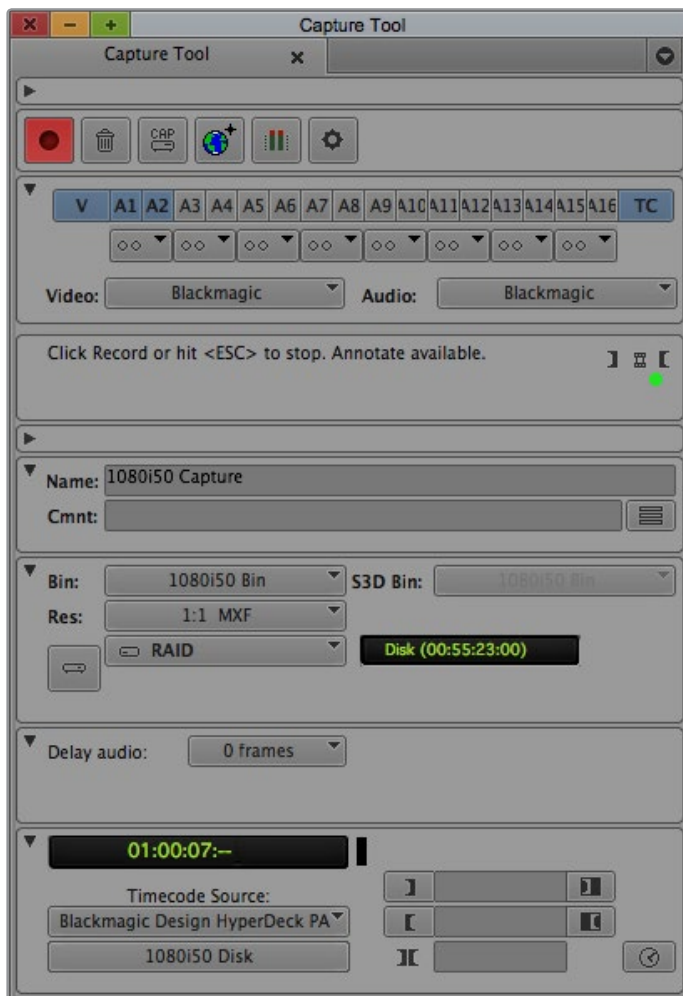 Capture Tool
Capture Tool
CAP
V A1 A2 A3 A4 A5 A6 A7 A8 A9 A10 A11 A12 A13 A14 A15 A16 TC
Video: Blackmagic Audio: Blackmagic
Click Record or hit <ESC> to stop. Annotate available.
Name: 1080i50 Capture
Cmnt:
Bin: 1080i50 Bin S3D Bin: 1080i50 Bin
Res: 1:1 MXF
RAID Disk (00:55:23:00)
Delay audio: 0 frames
01:00:07:--
Timecode Source:
Blackmagic Design HyperDeck PA
1080i50 Disk